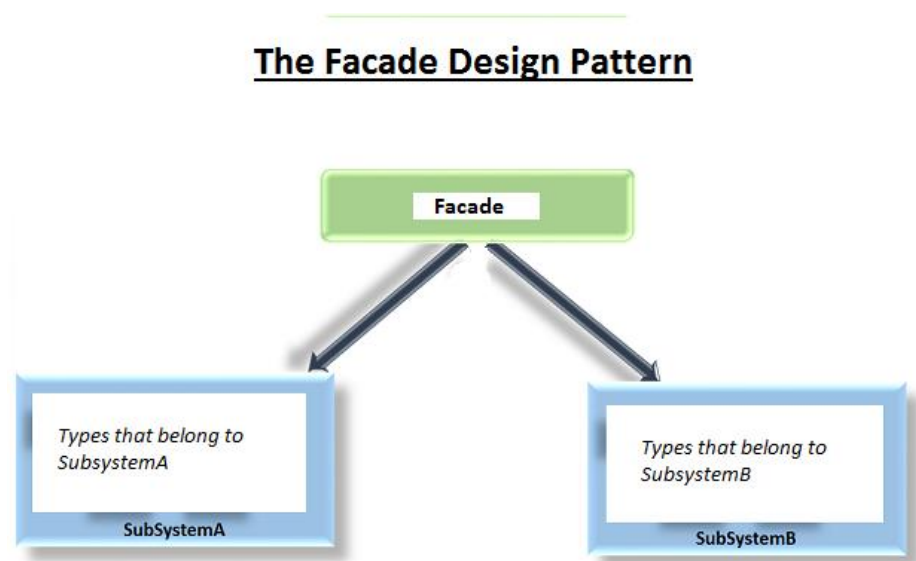 The Facade Design Pattern
Facade
Types that belong to
SubsystemA
SubSystemA
Types that belong to
SubsystemB
SubSystemB